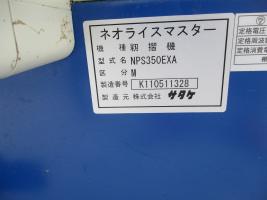 ネオライスマスター
機種 籾摺機
型式名 NPS350EXA
区分 M
製造番号 K110511328
製造元 株式会社 サタケ
定格電圧
定格周波
定格消費電